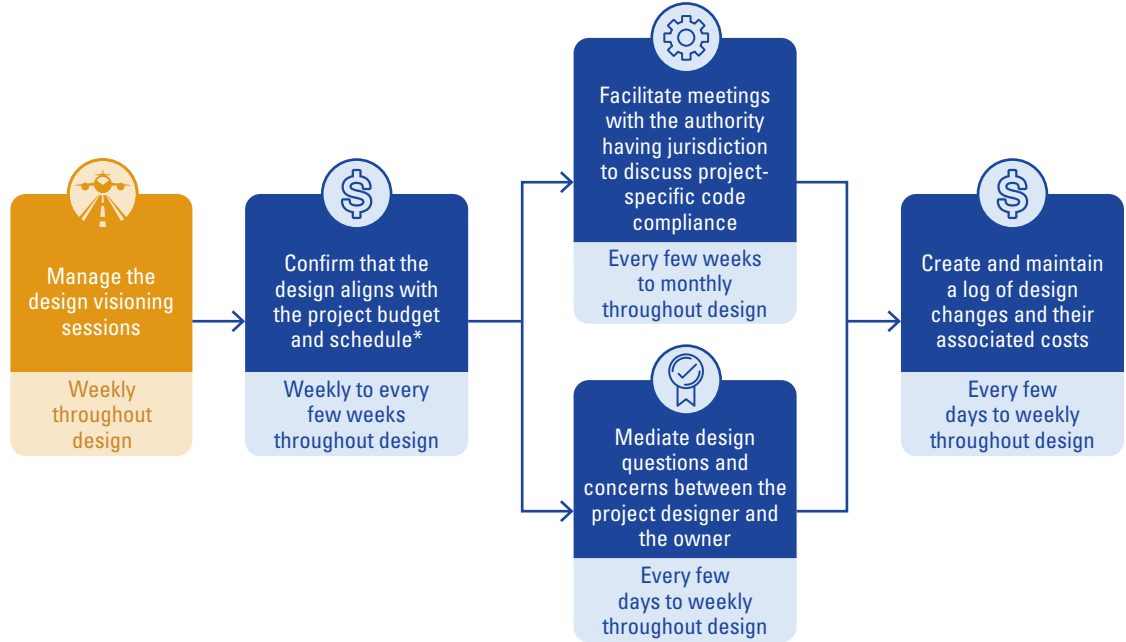 Manage the
design visioning
sessions
Weekly
throughout
design
Confirm that the
design aligns with
the project budget
and schedule*
Weekly to every
few weeks
throughout design
Facilitate meetings
with the authority
having jurisdiction
to discuss project-
specific code
compliance
Every few weeks
to monthly
throughout design
Mediate design
questions and
concerns between the
project designer and
the owner
Every few
days to weekly
throughout design
Create and maintain
a log of design
changes and their
associated costs
Every few
days to weekly
throughout design